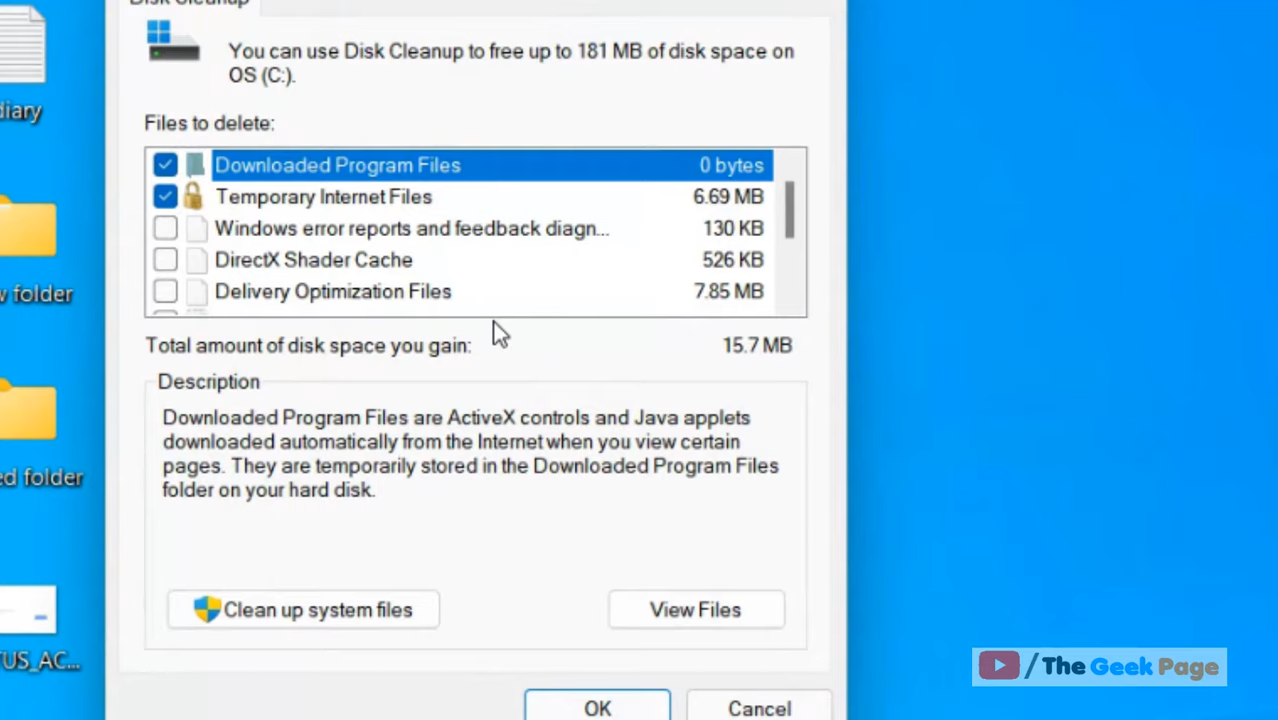 Disk Cleanup
You can use Disk Cleanup to free up to 181 MB of disk space on
OS (C:).
diary
Files to delete:
Downloaded Program Files 0 bytes
Temporary Internet Files 6.69 MB
Windows error reports and feedback diagn... 130 KB
DirectX Shader Cache 526 KB
Delivery Optimization Files 7.85 MB
w folder
Total amount of disk space you gain: 15.7 MB
Description
Downloaded Program Files are ActiveX controls and Java applets
downloaded automatically from the Internet when you view certain
pages. They are temporarily stored in the Downloaded Program Files
folder on your hard disk.
ed folder
Clean up system files
View Files
TUS_AC...
/The Geek Page
OK
Cancel